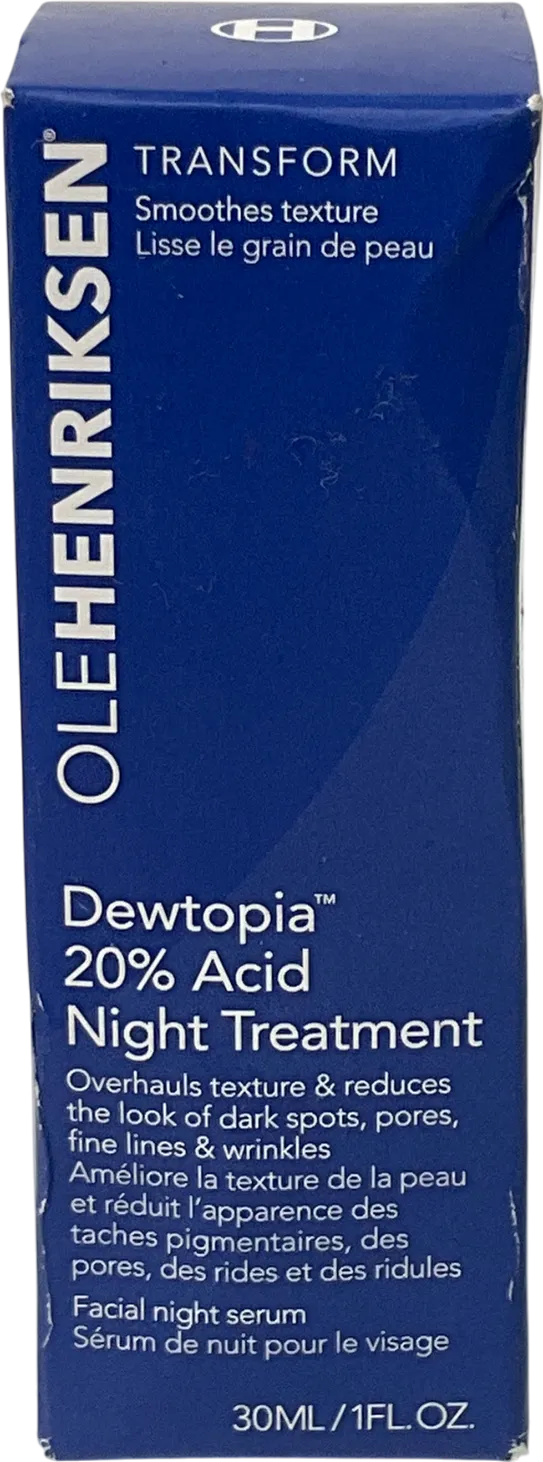 OLEHENRIKSEN®
TRANSFORM
Smoothes texture
Lisse le grain de peau
Dewtopia™
20% Acid
Night Treatment
Overhauls texture & reduces
the look of dark spots, pores,
fine lines & wrinkles
Améliore la texture de la peau
et réduit l'apparence des
taches pigmentaires, des
pores, des rides et des ridules
Facial night serum
Sérum de nuit pour le visage
30ML/1FL.OZ.